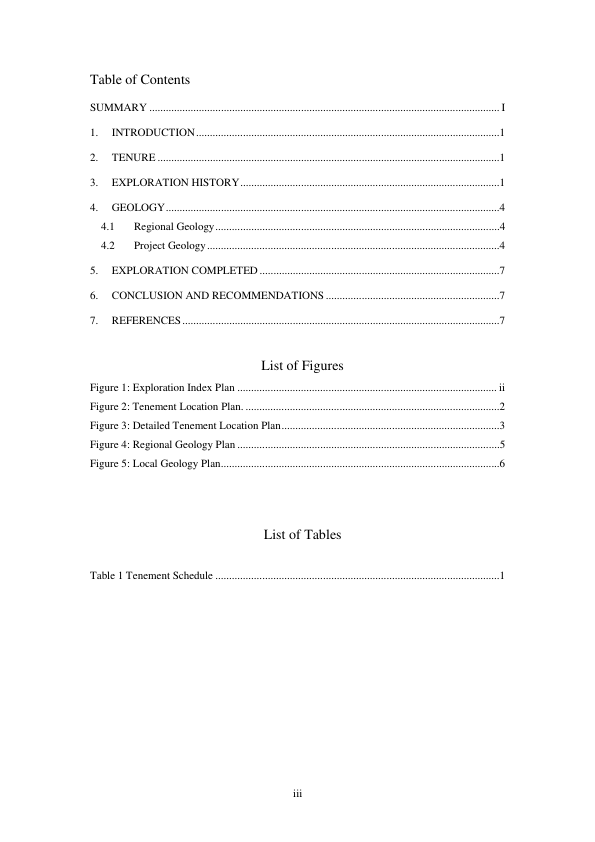 Table of Contents
SUMMARY ................................................................................................................................ I
1. INTRODUCTION ...............................................................................................................1
2. TENURE .............................................................................................................................1
3. EXPLORATION HISTORY ...............................................................................................1
4. GEOLOGY ..........................................................................................................................4
4.1 Regional Geology ........................................................................................................4
4.2 Project Geology ...........................................................................................................4
5. EXPLORATION COMPLETED ........................................................................................7
6. CONCLUSION AND RECOMMENDATIONS ................................................................7
7. REFERENCES ....................................................................................................................7
List of Figures
Figure 1: Exploration Index Plan ............................................................................................... ii
Figure 2: Tenement Location Plan. .............................................................................................2
Figure 3: Detailed Tenement Location Plan................................................................................3
Figure 4: Regional Geology Plan ................................................................................................5
Figure 5: Local Geology Plan......................................................................................................6
List of Tables
Table 1 Tenement Schedule ........................................................................................................1
iii